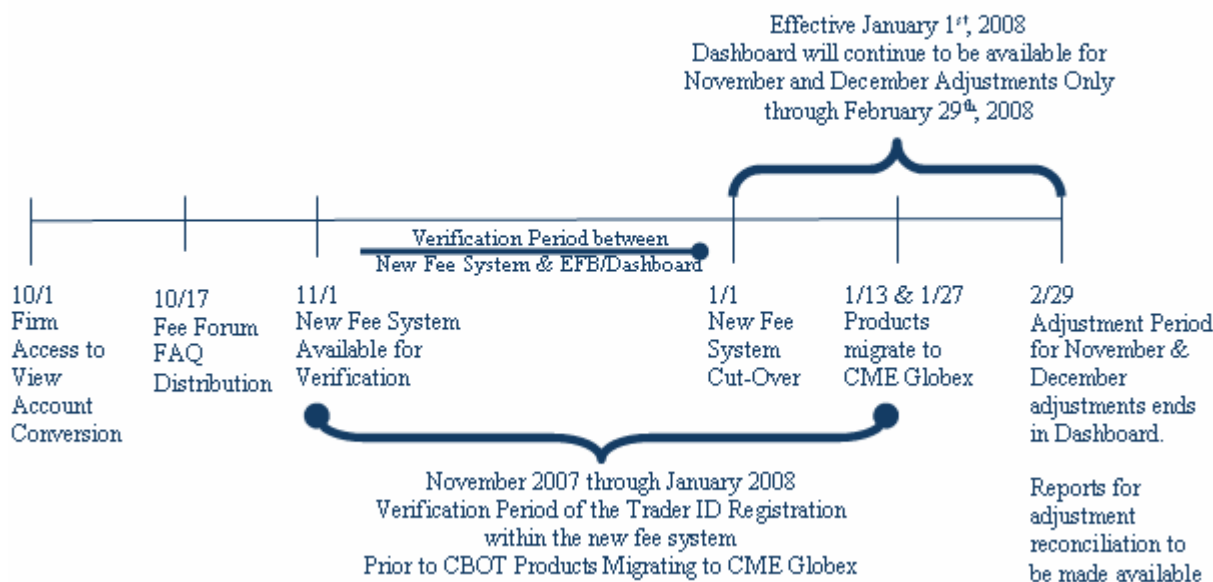 Effective January 1st, 2008
Dashboard will continue to be available for
November and December Adjustments Only
through February 29th, 2008
Verification Period between
New Fee System & EFB/Dashboard
10/1
Firm
Access to
View
Account
Conversion
10/17
Fee Forum
FAQ
Distribution
11/1
New Fee System
Available for
Verification
1/1
New Fee
System
Cut-Over
1/13 & 1/27
Products
migrate to
CME Globex
2/29
Adjustment Period
for November &
December
adjustments ends
in Dashboard.
Reports for
adjustment
reconciliation to
be made available
November 2007 through January 2008
Verification Period of the Trader ID Registration
within the new fee system
Prior to CBOT Products Migrating to CME Globex